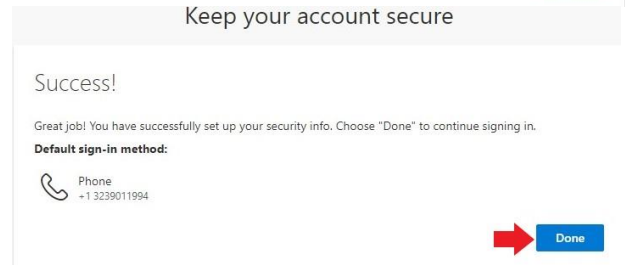 Keep your account secure
Success!
Great job! You have successfully set up your security info. Choose "Done" to continue signing in.
Default sign-in method:
Phone
+1 3239011994
Done